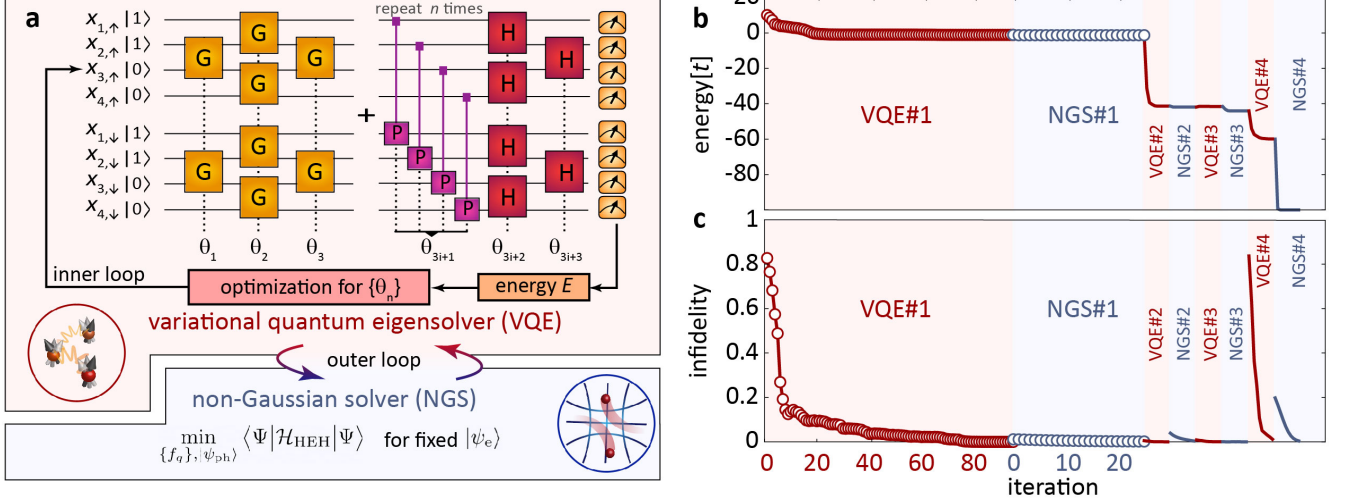 a
repeat n times
x1,↑ |1⟩
x2,↑ |1⟩
x3,↑ |0⟩
x4,↑ |0⟩
x1,↓ |1⟩
x2,↓ |1⟩
x3,↓ |0⟩
x4,↓ |0⟩
G G G G G G G G
+
P P P P
H H H H H H
θ1 θ2 θ3 θ3i+1 θ3i+2 θ3i+3
inner loop
optimization for {θn}
energy E
variational quantum eigensolver (VQE)
outer loop
non-Gaussian solver (NGS)
min {fq},|ψph⟩ ⟨Ψ|ℋHEH|Ψ⟩ for fixed |ψe⟩
b
20
0
-20
-40
-60
-80
energy[t]
VQE#1
NGS#1
VQE#2
NGS#2
VQE#3
NGS#3
VQE#4
NGS#4
c
1
0.8
0.6
0.4
0.2
0
infidelity
VQE#1
NGS#1
VQE#2
NGS#2
VQE#3
NGS#3
VQE#4
NGS#4
0 20 40 60 80 0 10 20
iteration